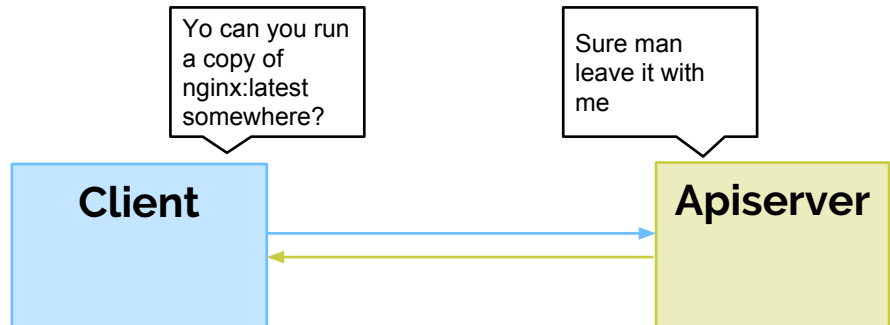 Yo can you run
a copy of
nginx:latest
somewhere?
Sure man
leave it with
me
Client
Apiserver